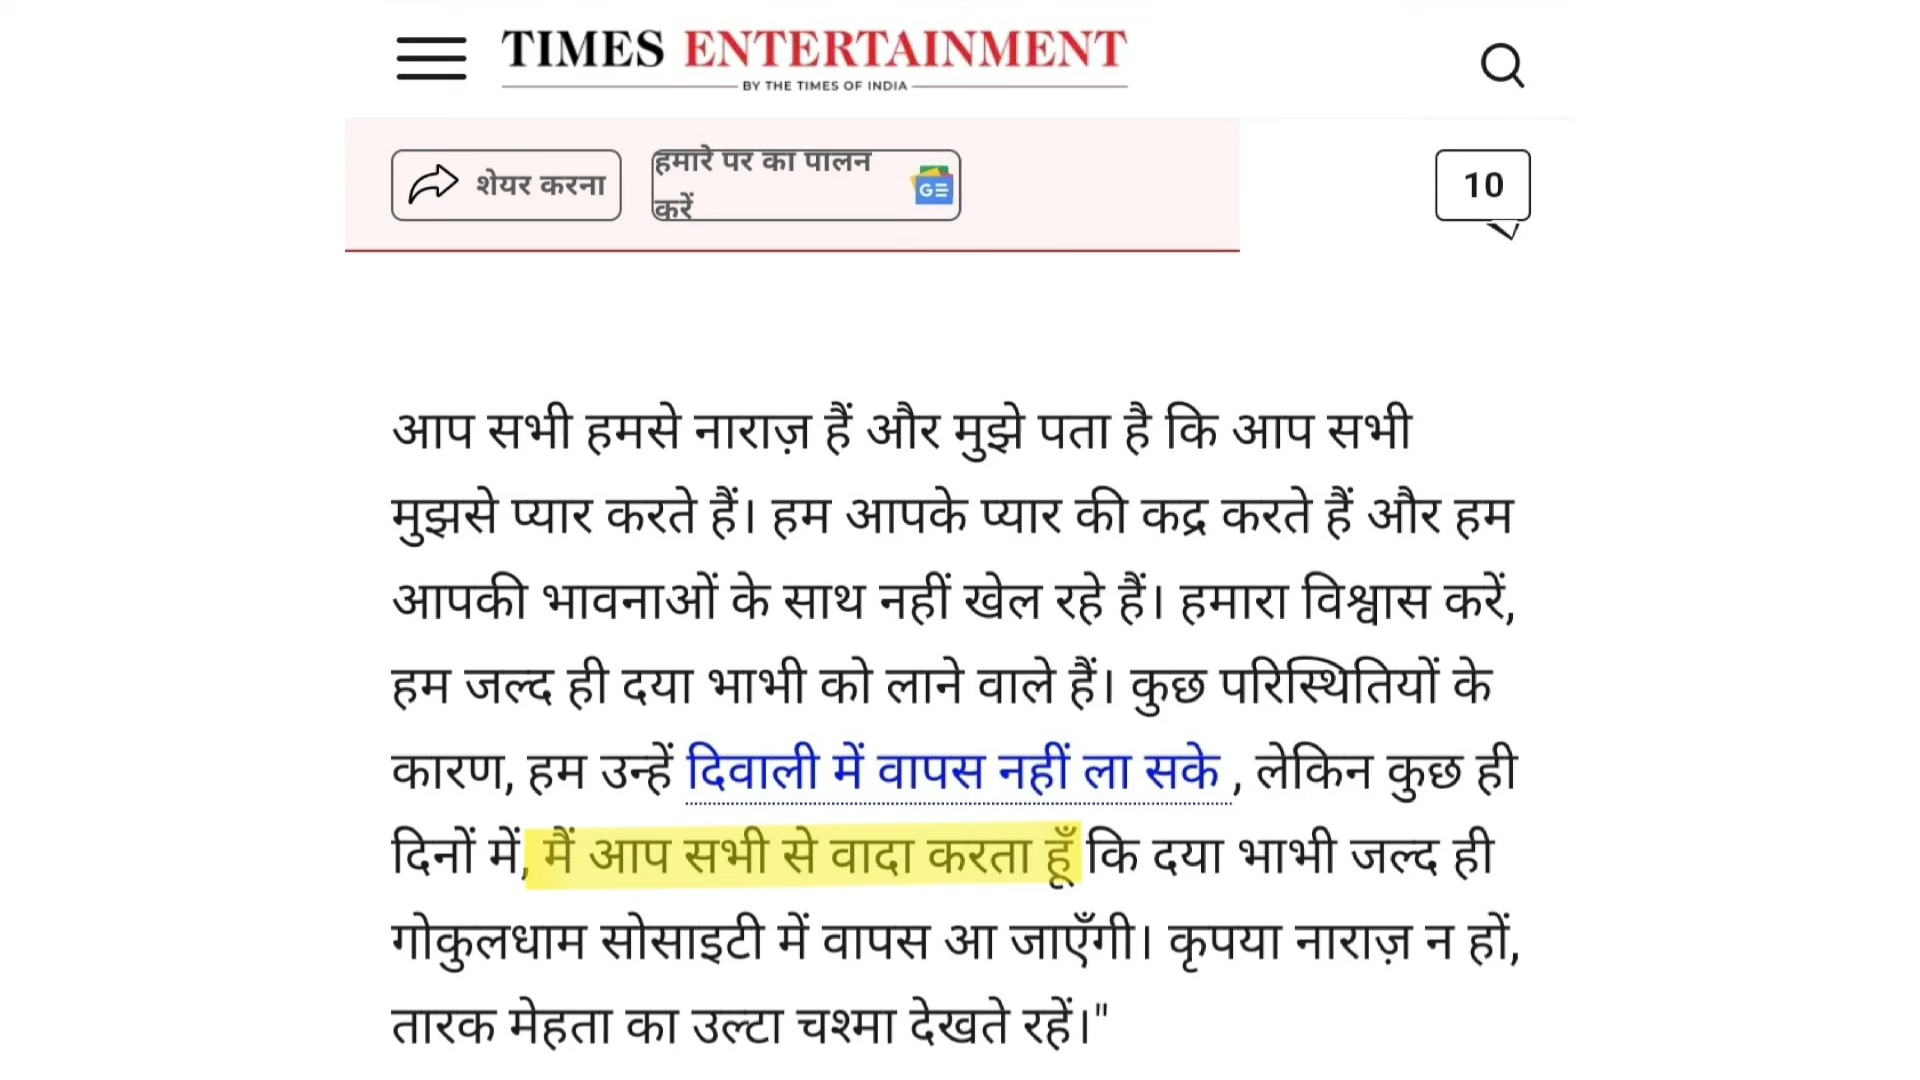 TIMES ENTERTAINMENT
BY THE TIMES OF INDIA
शेयर करना
हमारे पर का पालन
करें
10
आप सभी हमसे नाराज़ हैं और मुझे पता है कि आप सभी
मुझसे प्यार करते हैं। हम आपके प्यार की कद्र करते हैं और हम
आपकी भावनाओं के साथ नहीं खेल रहे हैं। हमारा विश्वास करें,
हम जल्द ही दया भाभी को लाने वाले हैं। कुछ परिस्थितियों के
कारण, हम उन्हें दिवाली में वापस नहीं ला सके , लेकिन कुछ ही
दिनों में, मैं आप सभी से वादा करता हूँ कि दया भाभी जल्द ही
गोकुलधाम सोसाइटी में वापस आ जाएँगी। कृपया नाराज़ न हों,
तारक मेहता का उल्टा चश्मा देखते रहें।"